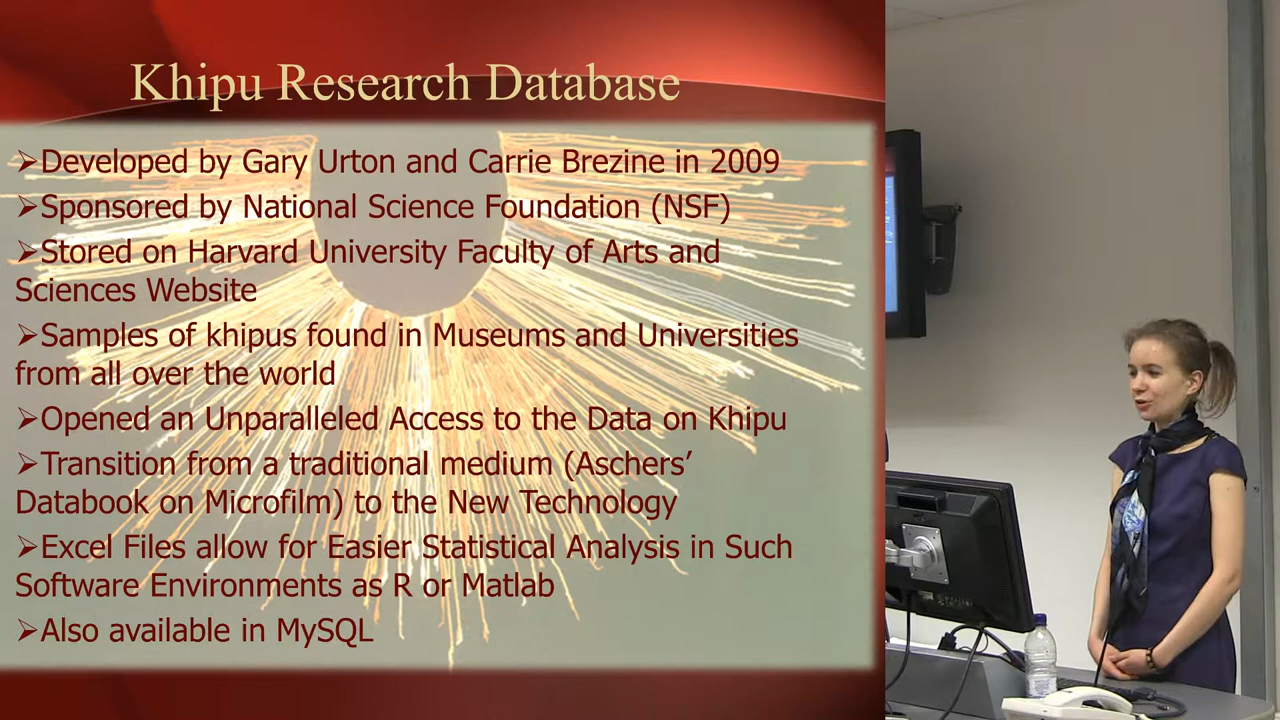 Khipu Research Database
➢Developed by Gary Urton and Carrie Brezine in 2009
➢Sponsored by National Science Foundation (NSF)
➢Stored on Harvard University Faculty of Arts and
Sciences Website
➢Samples of khipus found in Museums and Universities
from all over the world
➢Opened an Unparalleled Access to the Data on Khipu
➢Transition from a traditional medium (Aschers’
Databook on Microfilm) to the New Technology
➢Excel Files allow for Easier Statistical Analysis in Such
Software Environments as R or Matlab
➢Also available in MySQL